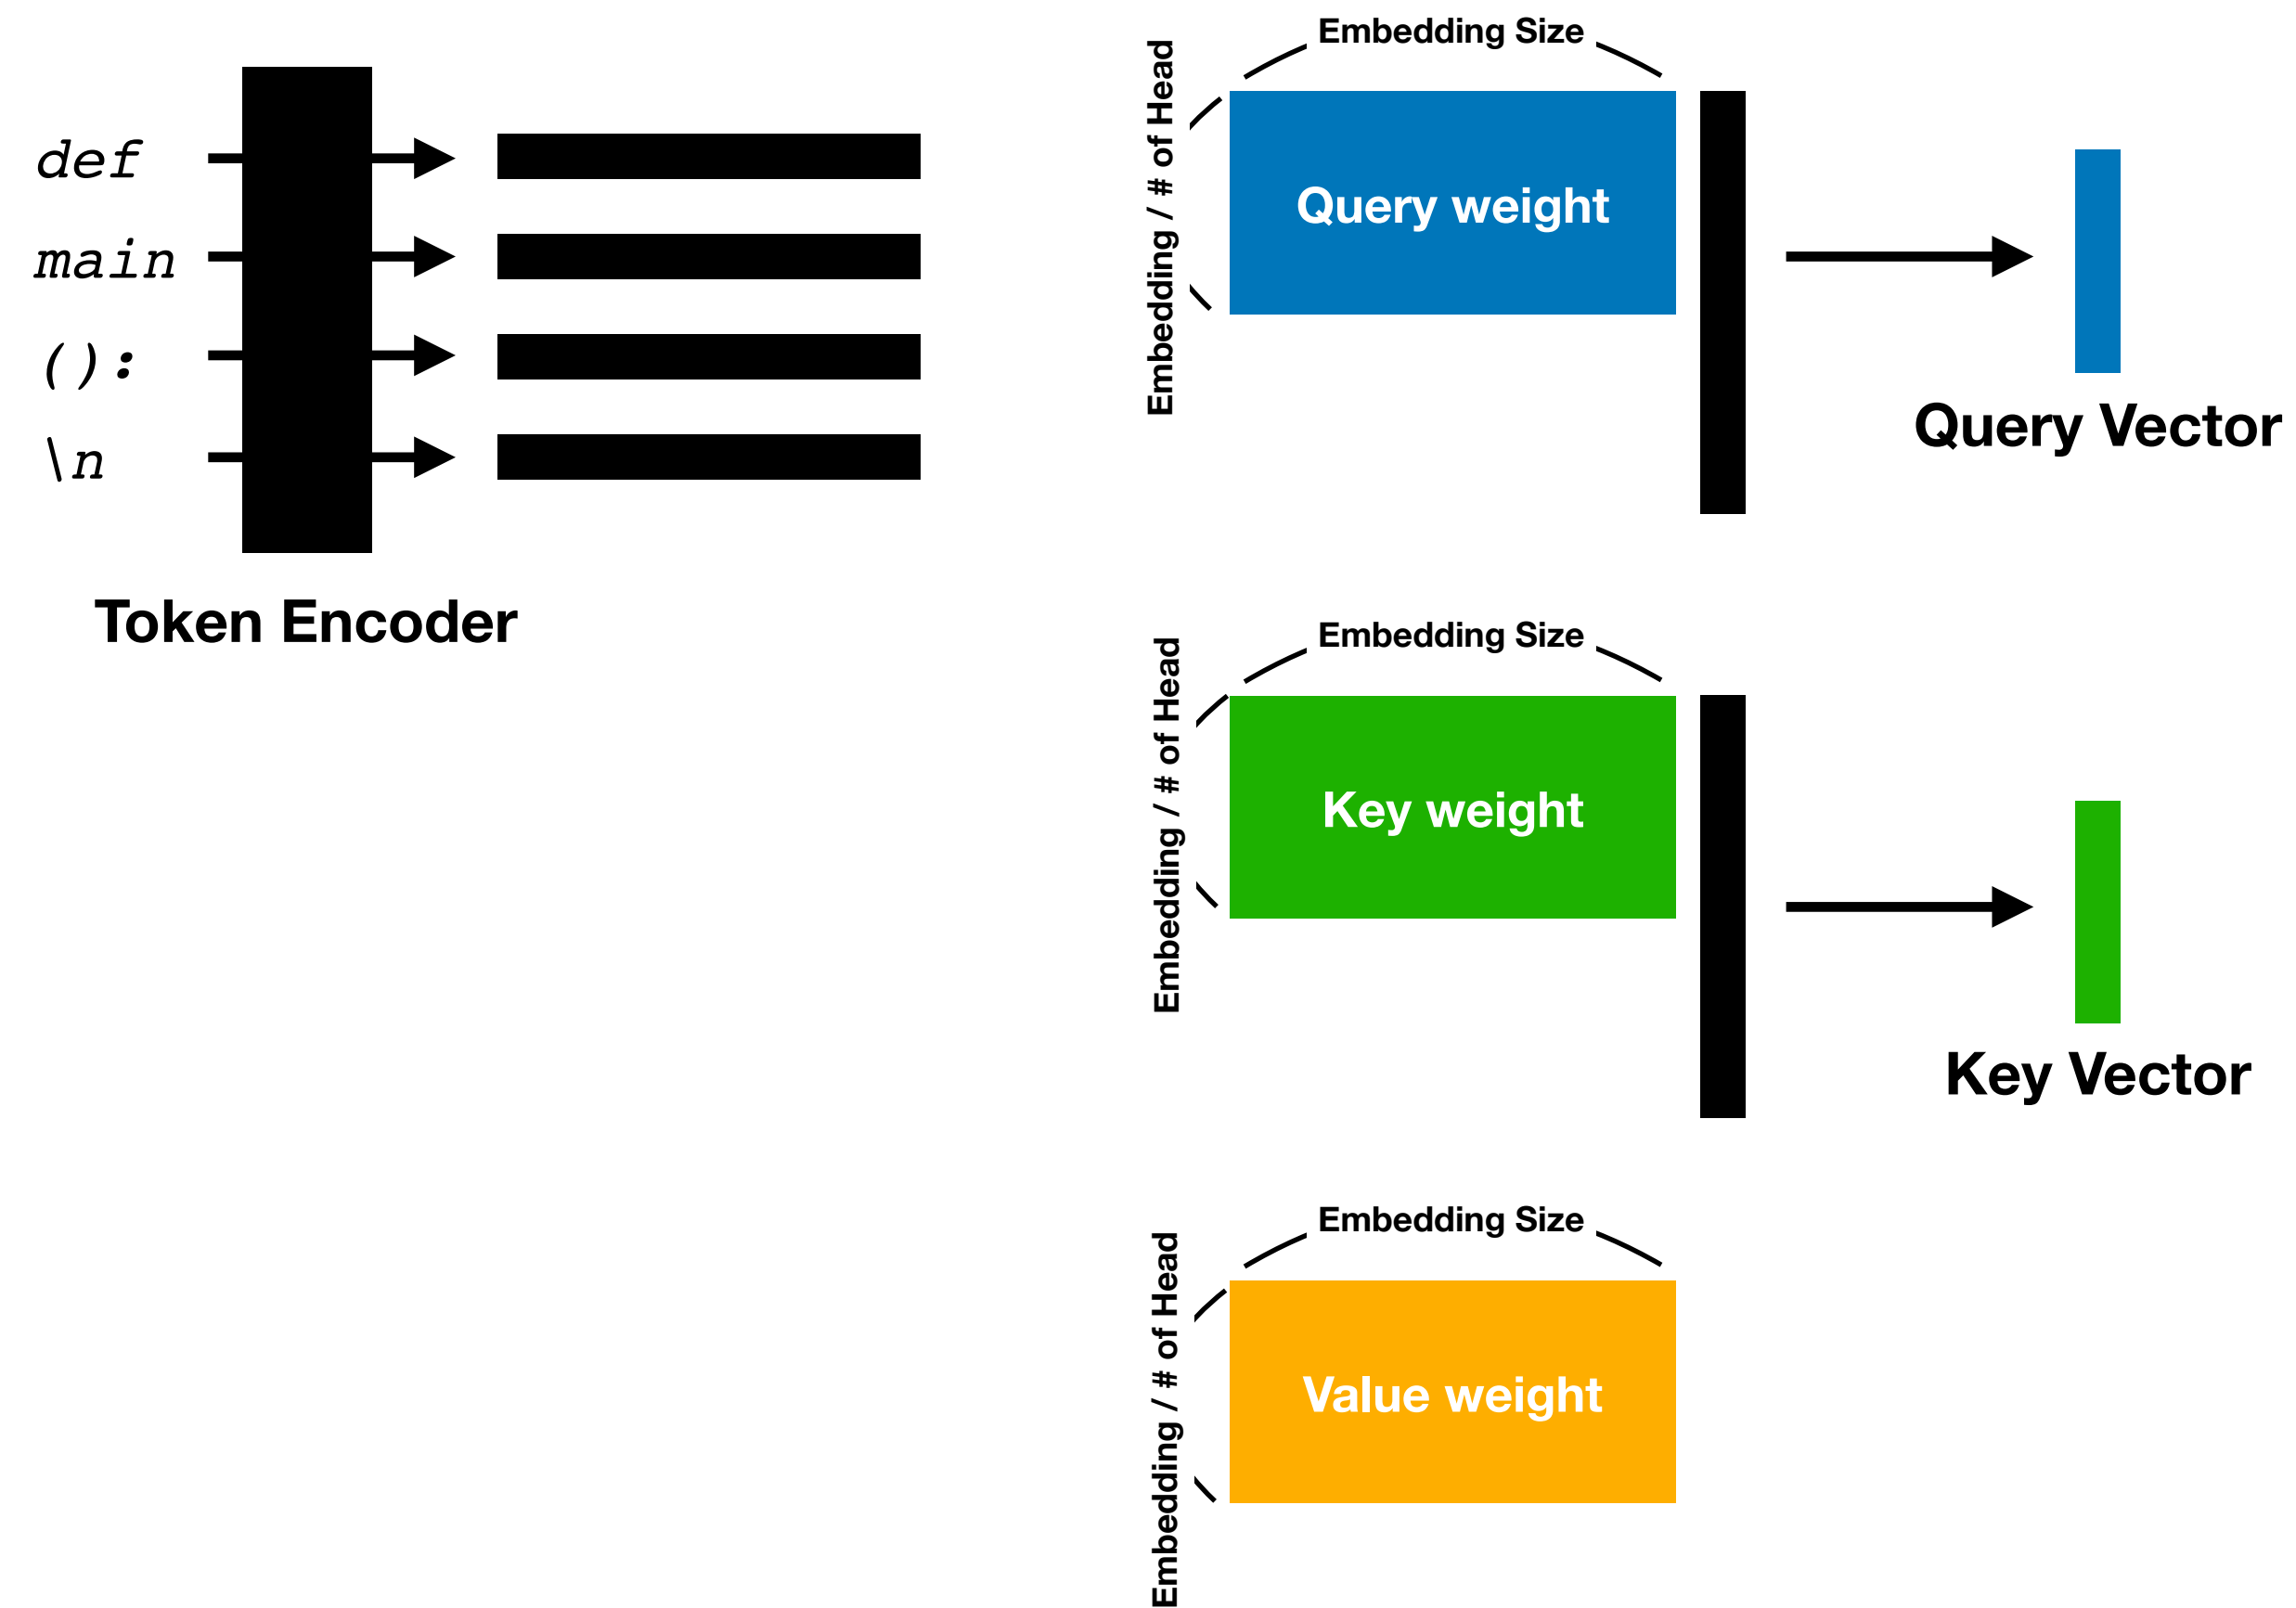 def
main
():
\n
Token Encoder
Embedding Size
Embedding / # of Head
Query weight
Query Vector
Embedding Size
Embedding / # of Head
Key weight
Key Vector
Embedding Size
Embedding / # of Head
Value weight